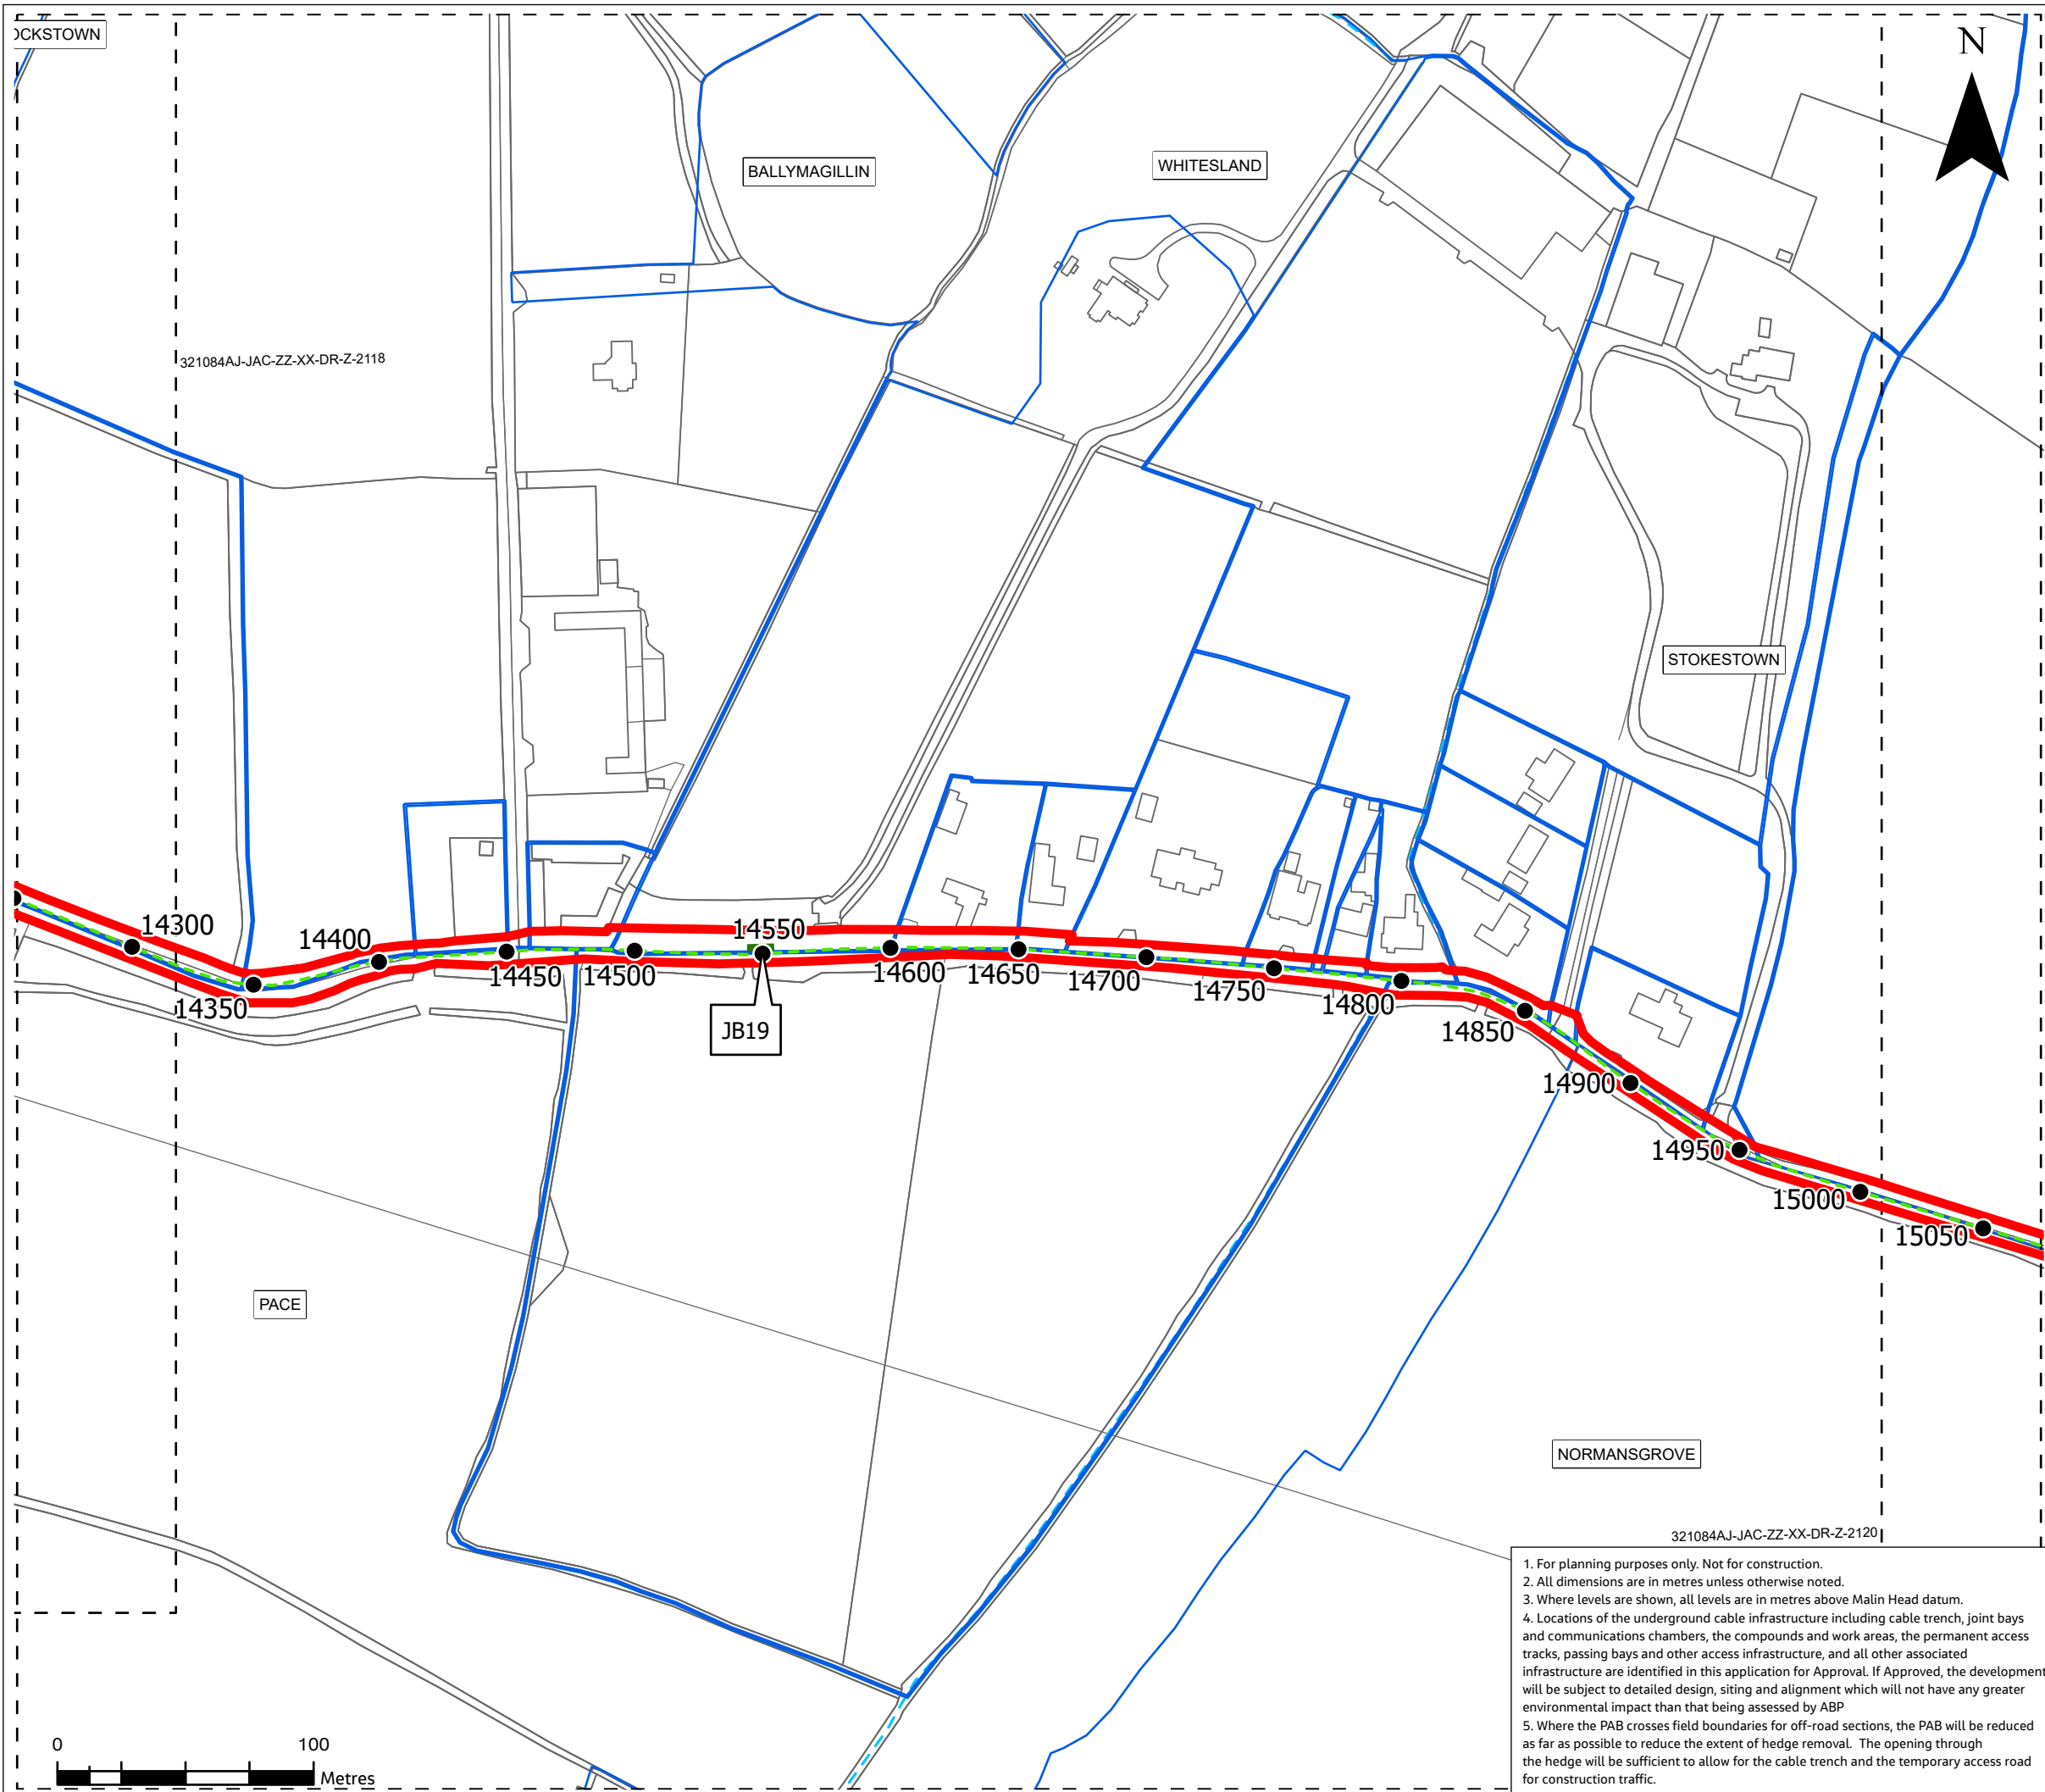 OCKSTOWN
N
BALLYMAGILLIN
WHITESLAND
321084AJ-JAC-ZZ-XX-DR-Z-2118
STOKESTOWN
14300
14350
14400
14450
14500
14550
JB19
14600
14650
14700
14750
14800
14850
14900
14950
15000
15050
PACE
NORMANSGROVE
321084AJ-JAC-ZZ-XX-DR-Z-2120
1. For planning purposes only. Not for construction.
2. All dimensions are in metres unless otherwise noted.
3. Where levels are shown, all levels are in metres above Malin Head datum.
4. Locations of the underground cable infrastructure including cable trench, joint bays
and communications chambers, the compounds and work areas, the permanent access
tracks, passing bays and other access infrastructure, and all other associated
infrastructure are identified in this application for Approval. If Approved, the development
will be subject to detailed design, siting and alignment which will not have any greater
environmental impact than that being assessed by ABP
5. Where the PAB crosses field boundaries for off-road sections, the PAB will be reduced
as far as possible to reduce the extent of hedge removal. The opening through
the hedge will be sufficient to allow for the cable trench and the temporary access road
for construction traffic.
0 100
Metres